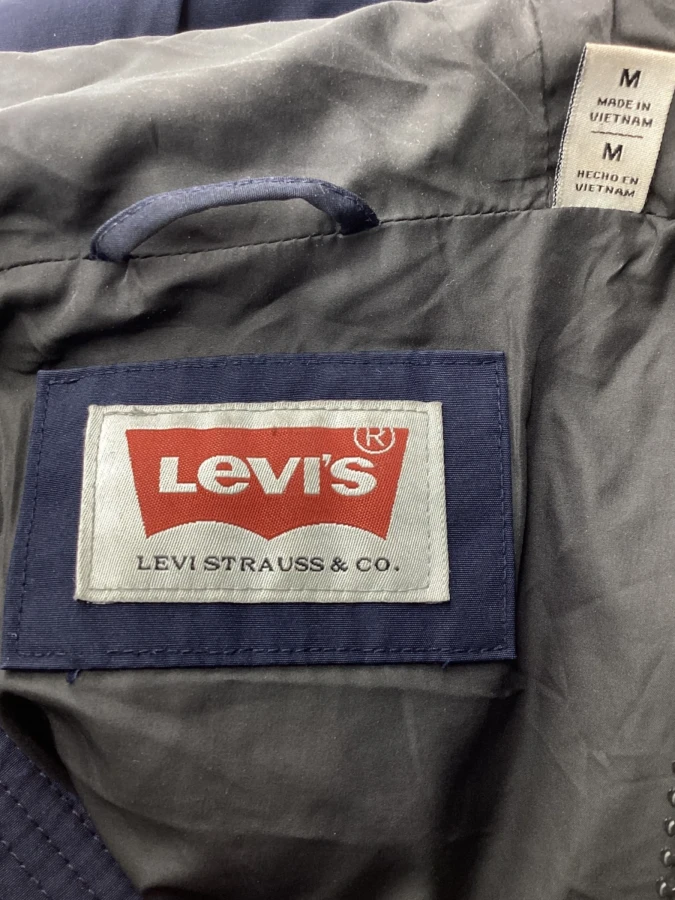 M
MADE IN
VIETNAM
M
HECHO EN
VIETNAM
LEVI'S ®
LEVI STRAUSS & CO.